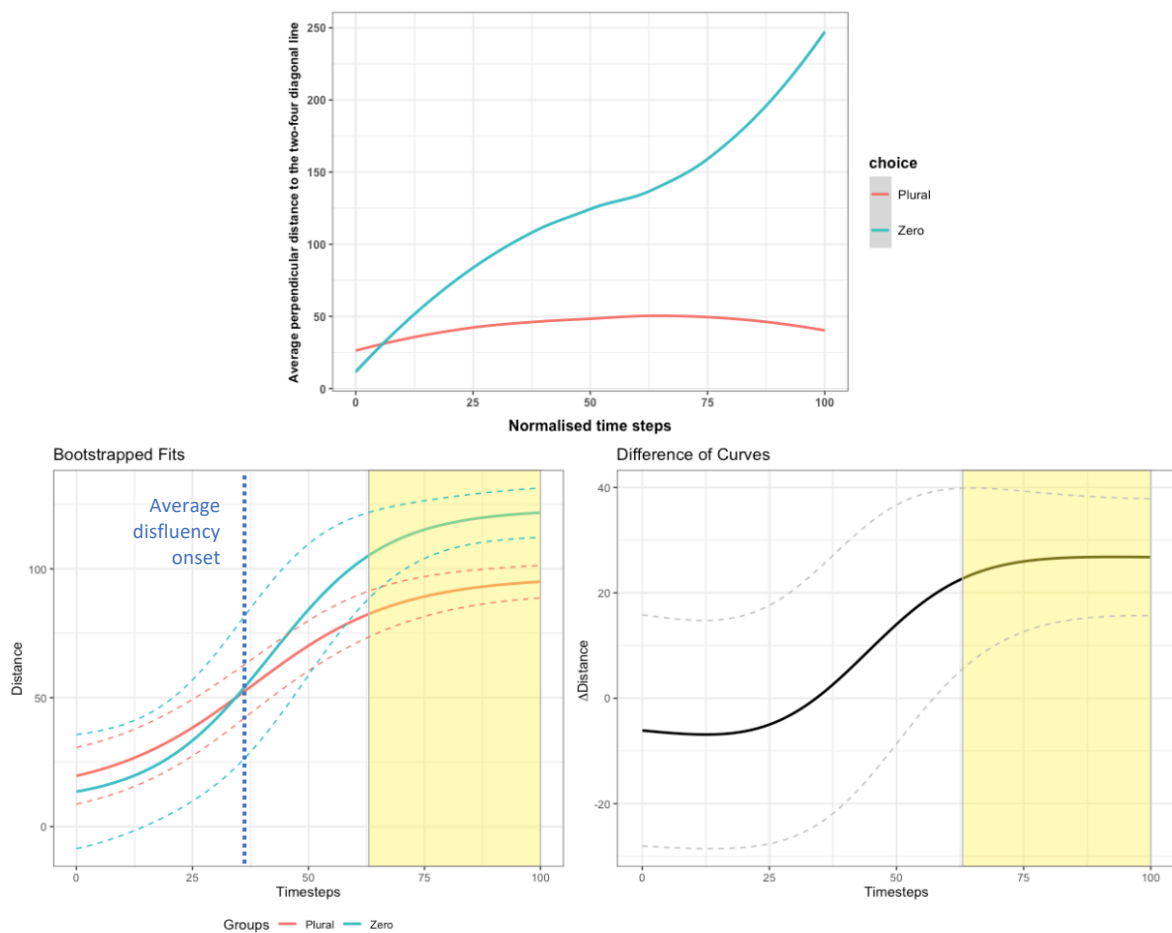 Average perpendicular distance to the two-four diagonal line
250
200
150
100
50
0
0
25
50
75
100
Normalised time steps
choice
Plural
Zero
Bootstrapped Fits
Average
disfluency
onset
Distance
100
50
0
0
25
50
75
100
Timesteps
Groups Plural Zero
Difference of Curves
ΔDistance
40
20
0
-20
0
25
50
75
100
Timesteps